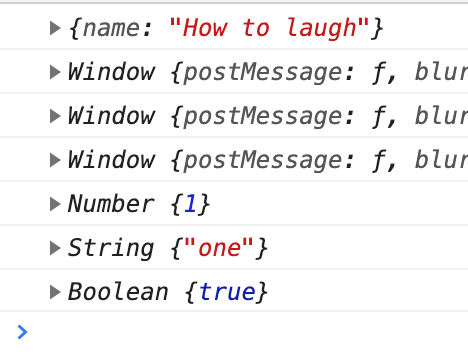 {name: "How to laugh"}
Window {postMessage: ƒ, blur
Window {postMessage: ƒ, blur
Window {postMessage: ƒ, blur
Number {1}
String {"one"}
Boolean {true}